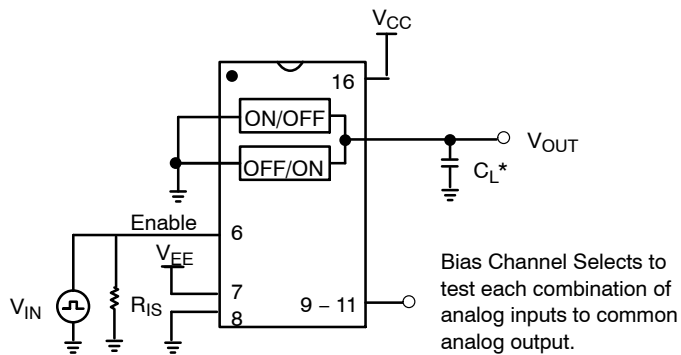 VCC
16
ON/OFF
OFF/ON
VOUT
CL*
Enable
6
VEE
7
8
9 – 11
VIN
RIS
Bias Channel Selects to
test each combination of
analog inputs to common
analog output.